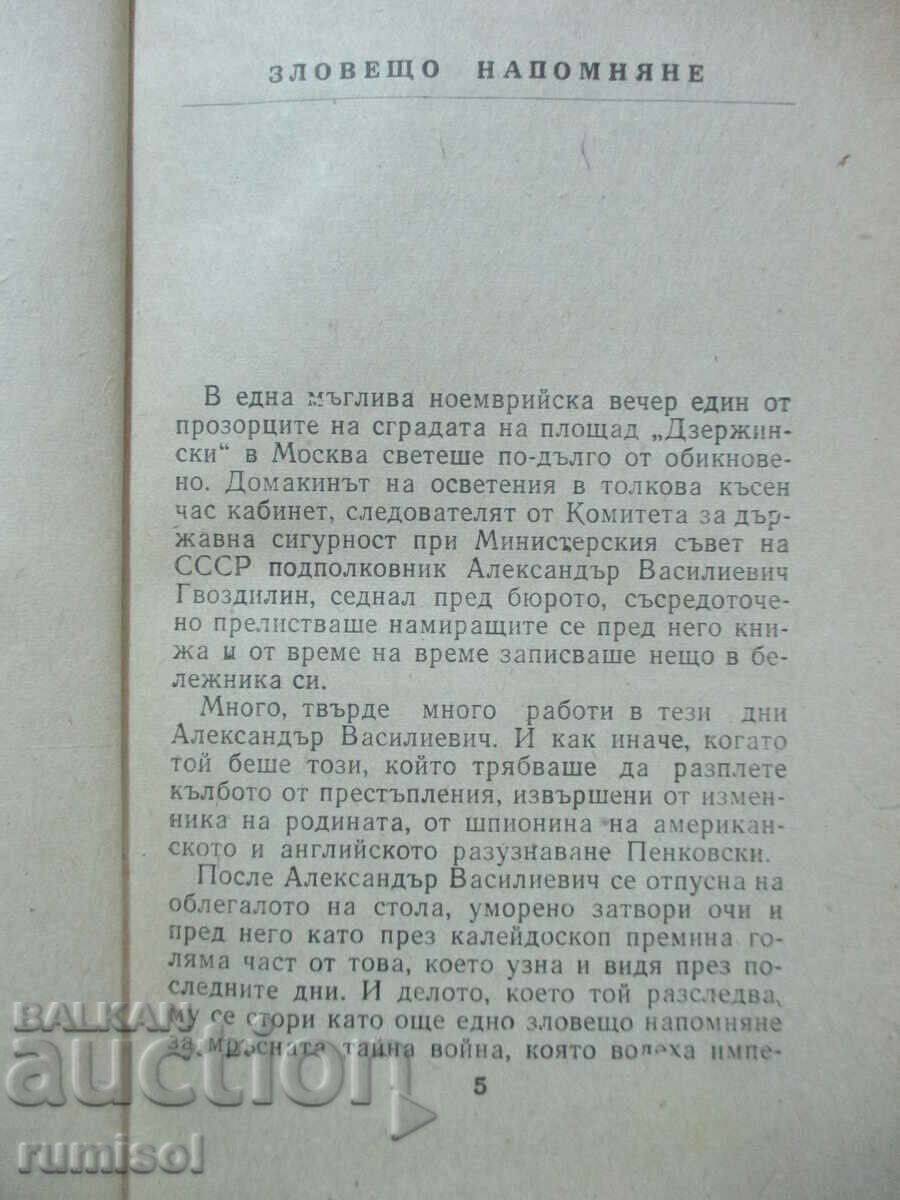 ЗЛОВЕЩО НАПОМНЯНЕ
В една мъглива ноемврийска вечер един от
прозорците на сградата на площад „Дзержин-
ски“ в Москва светеше по-дълго от обикнове-
но. Домакинът на осветения в толкова късен
час кабинет, следователят от Комитета за дър-
жавна сигурност при Министерския съвет на
СССР подполковник Александър Василиевич
Гвоздилин, седнал пред бюрото, съсредоточе-
но прелистваше намиращите се пред него кни-
жа и от време на време записваше нещо в бе-
лежника си.
Много, твърде много работи в тези дни
Александър Василиевич. И как иначе, когато
той беше този, който трябваше да разплете
кълбото от престъпления, извършени от измен-
ника на родината, от шпионина на американ-
ското и английското разузнаване Пенковски.
После Александър Василиевич се отпусна на
облегалото на стола, уморено затвори очи и
пред него като през калейдоскоп премина го-
ляма част от това, което узна и видя през по-
следните дни. И делото, което той разследва,
му се стори като още едно зловещо напомняне
за мръсната тайна война, която водеха импе-
5
BALKAN
auction
rumisol